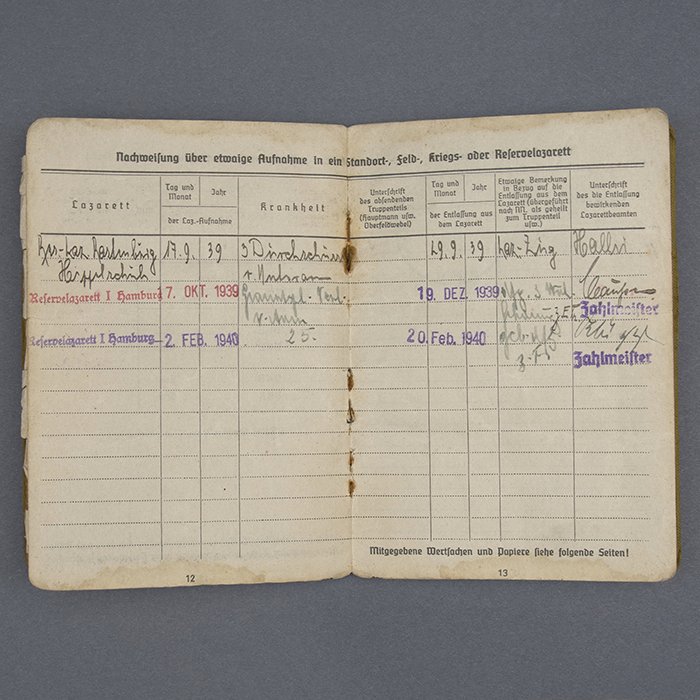 Nachweisung über etwaige Aufnahme in ein Standort-, Feld-, Kriegs- oder Reservelazarett
Lazarett
Tag und Monat
Jahr
der Laz.-Aufnahme
Krankheit
Unterschrift
des absendenden
Truppenteils
(Hauptmann usw.
Oberfeldwebel)
Tag und
Monat
Jahr
der Entlassung aus
dem Lazarett
Etwaige Bemerkung
in Bezug auf die
Entlassung aus dem
Lazarett (übergeführt
nach N., als geheilt
zum Truppenteil
usw.)
Unterschrift
des die Entlassung
bewirkenden
Lazarettbeamten
17.9. 39 3 29.9. 39
v. Unterarm
Reservelazarett I Hamburg 7. OKT. 1939 19. DEZ. 1939
Zahlmeister
Reservelazarett I Hamburg -2. FEB. 1940 25. 20. Feb. 1940
Zahlmeister
Mitgegebene Wertsachen und Papiere siehe folgende Seiten!
12
13